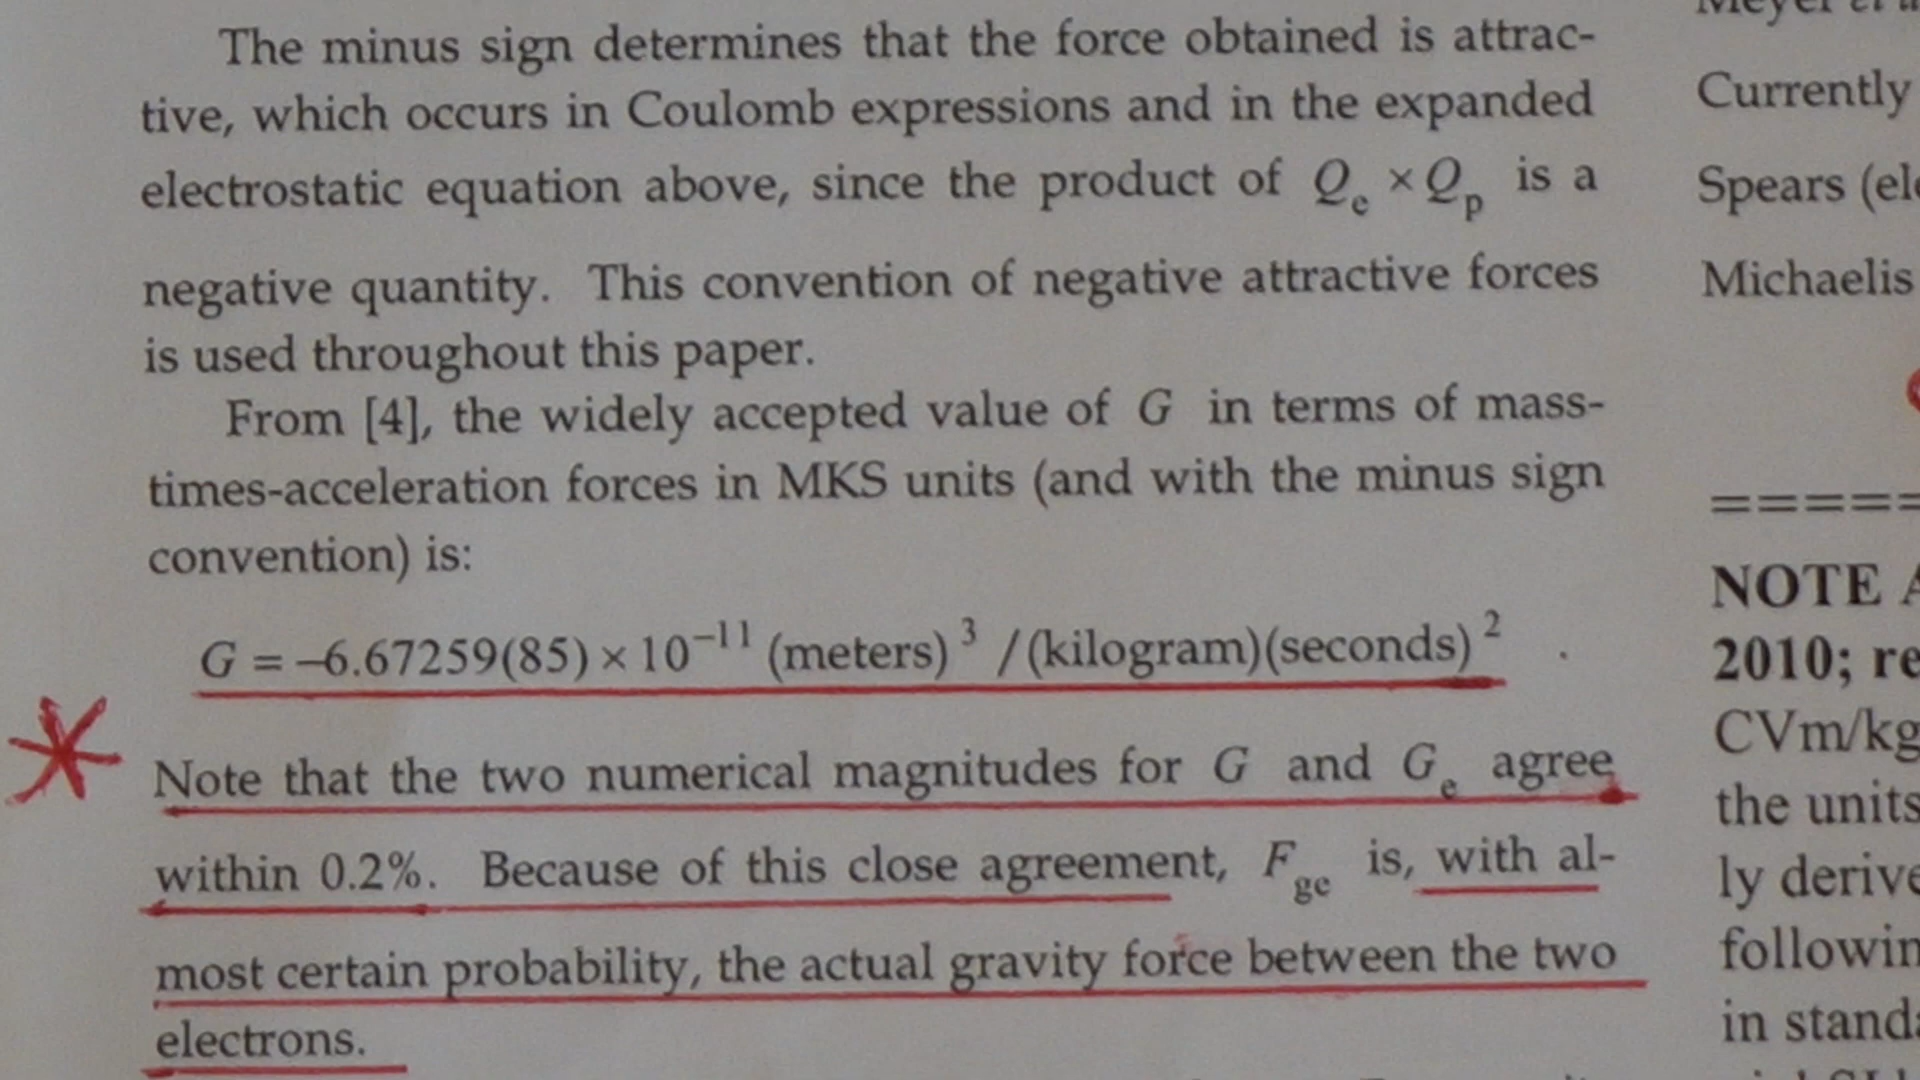 The minus sign determines that the force obtained is attrac-
tive, which occurs in Coulomb expressions and in the expanded
electrostatic equation above, since the product of Qₑ × Qₚ is a
negative quantity. This convention of negative attractive forces
is used throughout this paper.
From [4], the widely accepted value of G in terms of mass-
times-acceleration forces in MKS units (and with the minus sign
convention) is:
G = –6.67259(85) × 10⁻¹¹ (meters)³ / (kilogram)(seconds)² .
Note that the two numerical magnitudes for G and Gₑ agree
within 0.2%. Because of this close agreement, F_ge is, with al-
most certain probability, the actual gravity force between the two
electrons.
Currently
Spears (ele
Michaelis
=====
NOTE A
2010; re
CVm/kg
the units
ly derive
followin
in standa